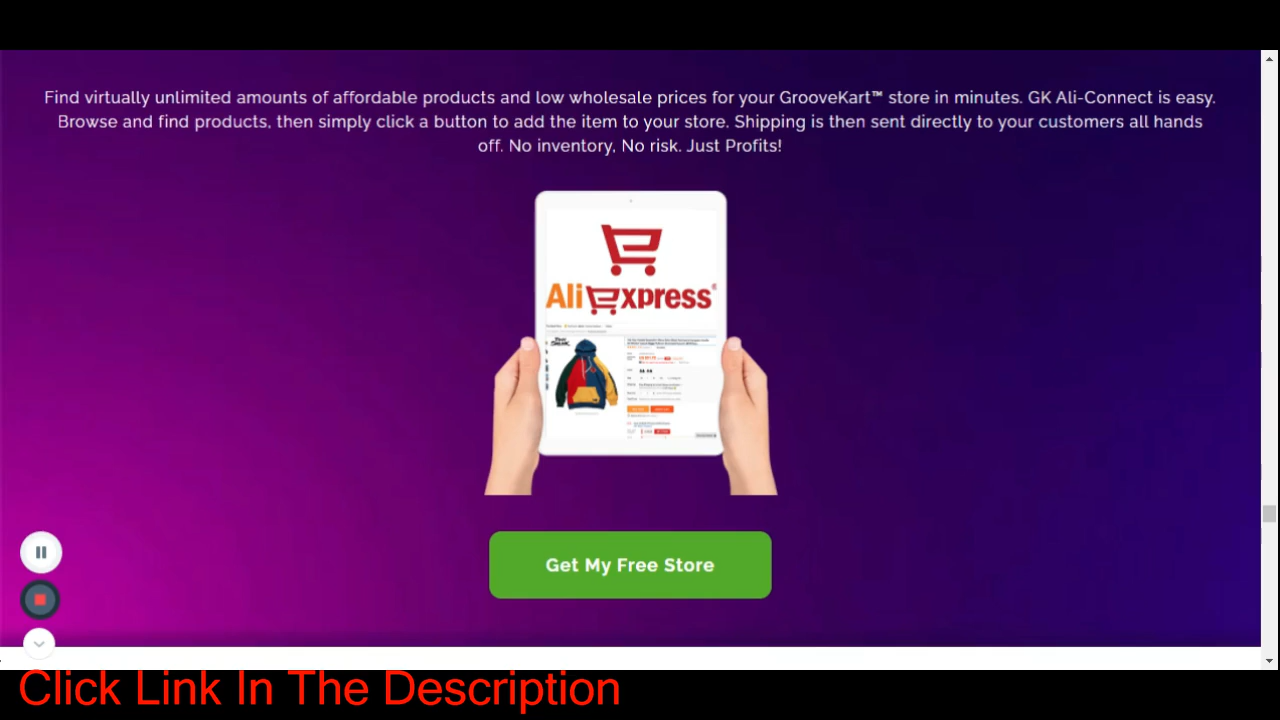 Find virtually unlimited amounts of affordable products and low wholesale prices for your GrooveKart™ store in minutes. GK Ali-Connect is easy.
Browse and find products, then simply click a button to add the item to your store. Shipping is then sent directly to your customers all hands
off. No inventory, No risk. Just Profits!
AliExpress
Get My Free Store
Click Link In The Description